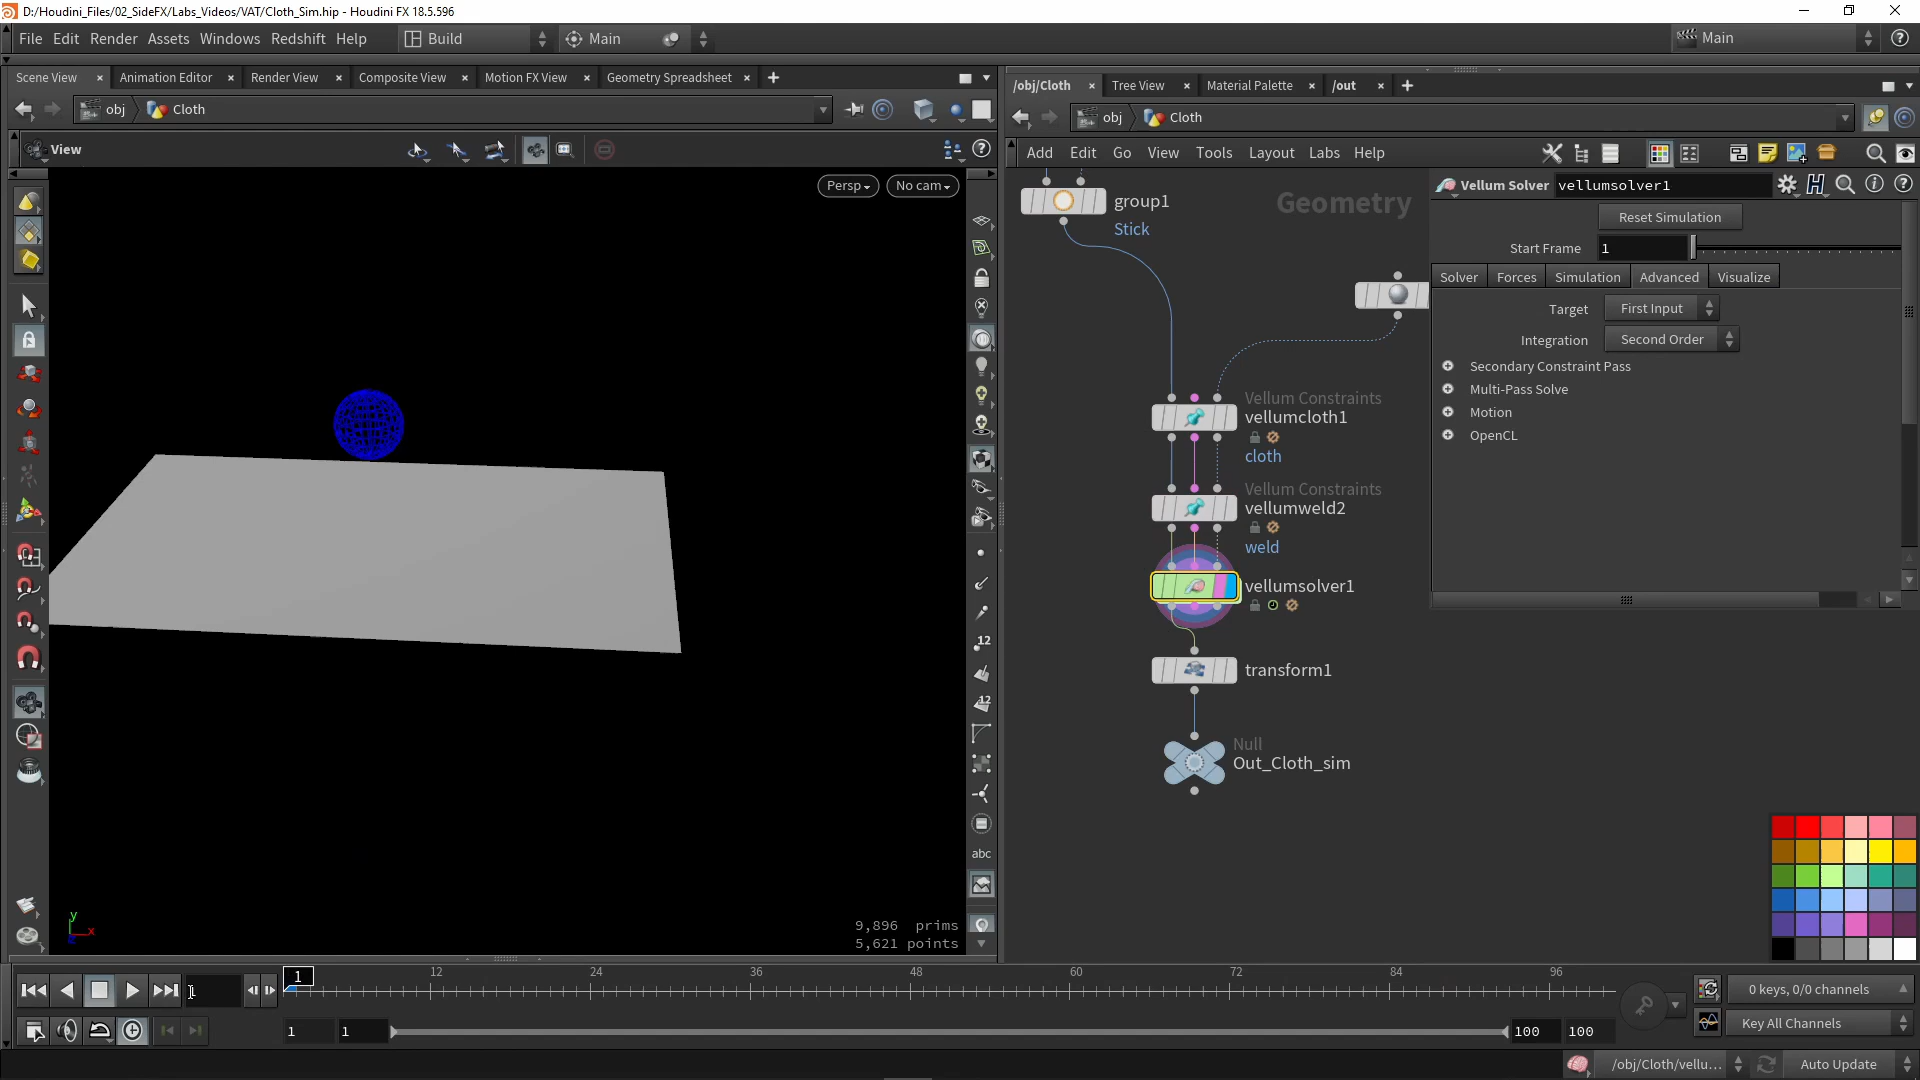 D:/Houdini_Files/02_SideFX/Labs_Videos/VAT/Cloth_Sim.hip - Houdini FX 18.5.596
File Edit Render Assets Windows Redshift Help Build Main Main
Scene View Animation Editor Render View Composite View Motion FX View Geometry Spreadsheet
obj Cloth
View
Persp No cam
12
12
abc
9,896 prims
5,621 points
y
x
z
/obj/Cloth Tree View Material Palette /out
obj Cloth
Add Edit Go View Tools Layout Labs Help
group1
Stick
Geometry
Vellum Constraints
vellumcloth1
cloth
Vellum Constraints
vellumweld2
weld
vellumsolver1
transform1
Null
Out_Cloth_sim
Vellum Solver vellumsolver1
Reset Simulation
Start Frame 1
Solver Forces Simulation Advanced Visualize
Target First Input
Integration Second Order
Secondary Constraint Pass
Multi-Pass Solve
Motion
OpenCL
1 12 24 36 48 60 72 84 96
1
0 keys, 0/0 channels
1 1 100 100
Key All Channels
/obj/Cloth/vellu... Auto Update